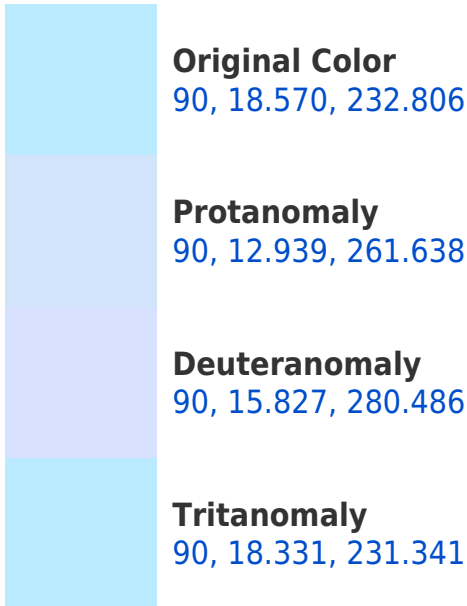 Original Color
90, 18.570, 232.806
Protanomaly
90, 12.939, 261.638
Deuteranomaly
90, 15.827, 280.486
Tritanomaly
90, 18.331, 231.341